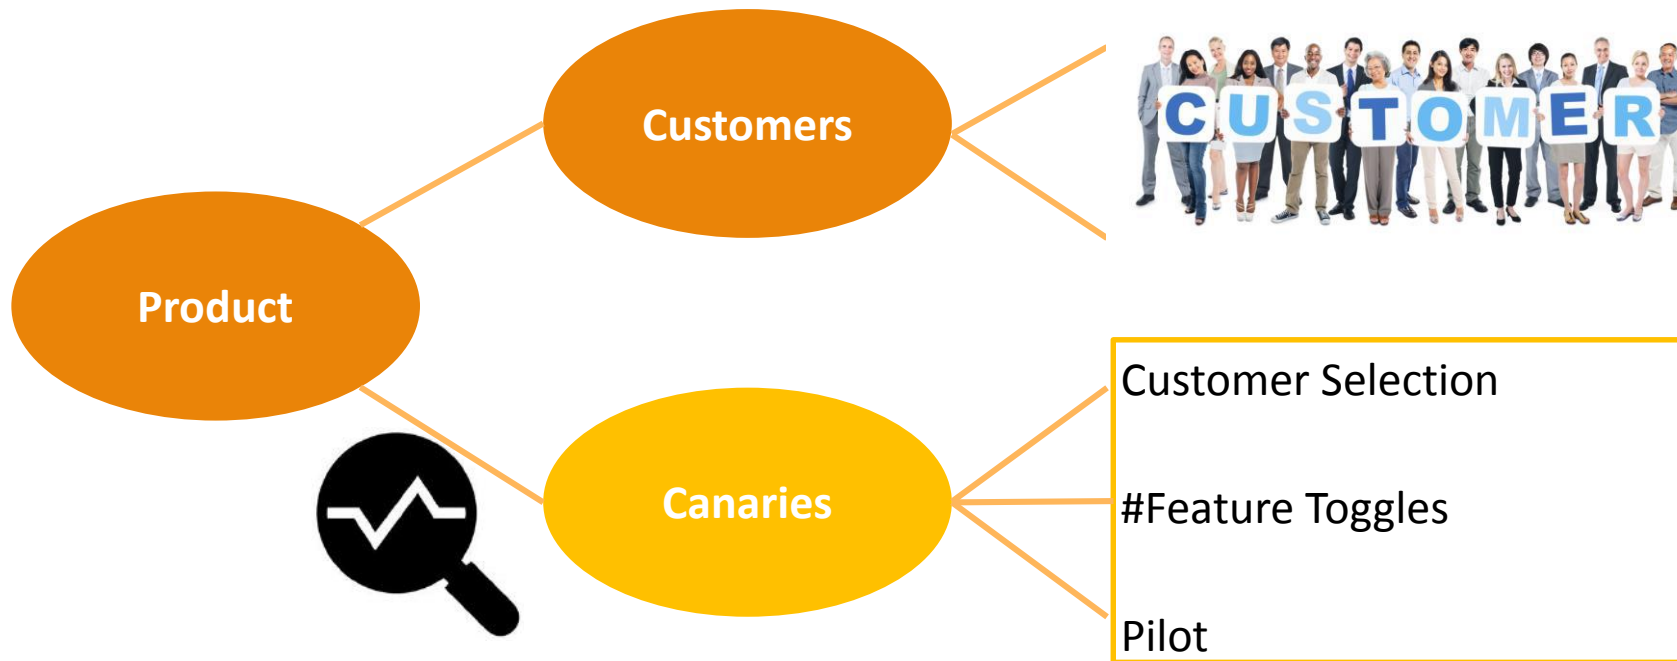 Customers
CUSTOMER
Product
Customer Selection
Canaries
#Feature Toggles
Pilot